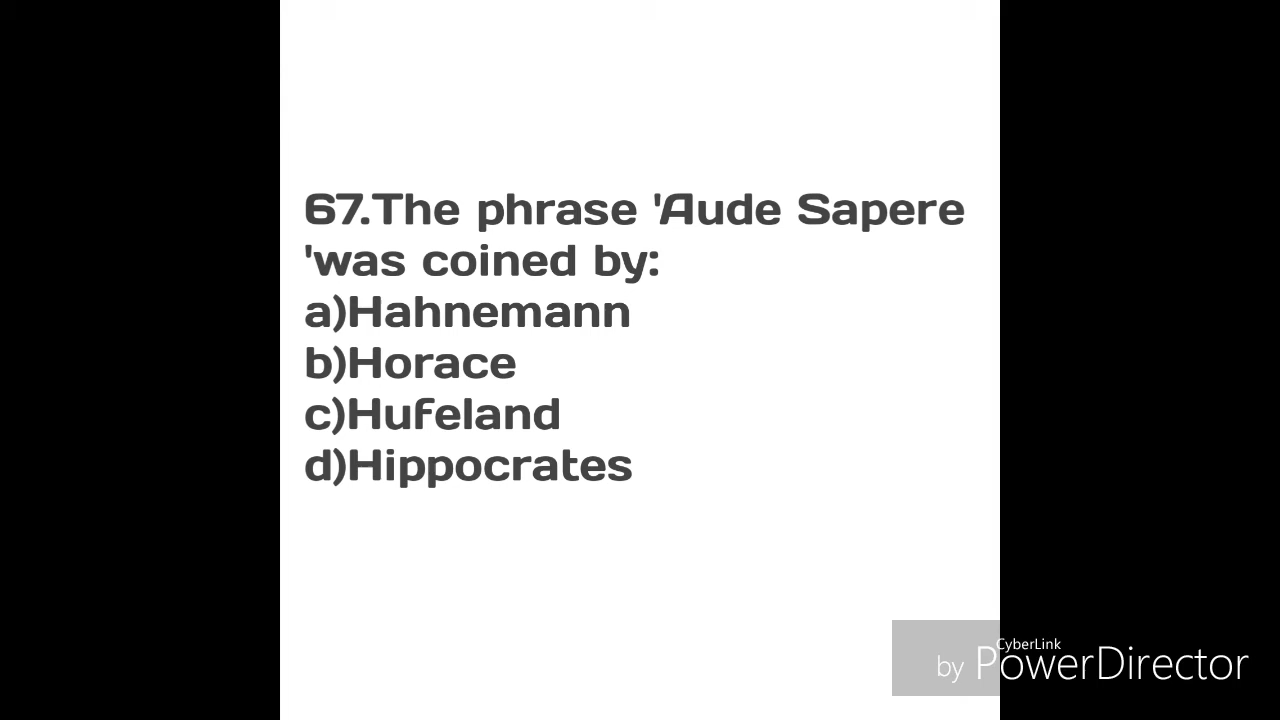 67.The phrase 'Aude Sapere
'was coined by:
a)Hahnemann
b)Horace
c)Hufeland
d)Hippocrates
CyberLink
by PowerDirector